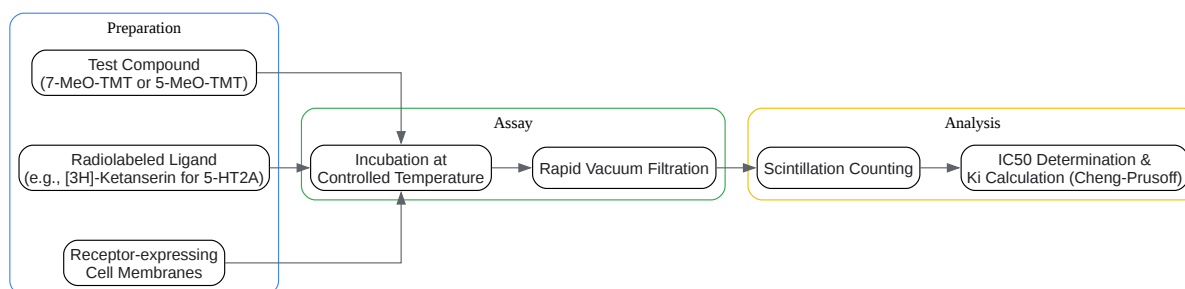 Preparation
Test Compound
(7-MeO-TMT or 5-MeO-TMT)
Radiolabeled Ligand
(e.g., [3H]-Ketanserin for 5-HT2A)
Receptor-expressing
Cell Membranes
Assay
Incubation at
Controlled Temperature
Rapid Vacuum Filtration
Analysis
Scintillation Counting
IC50 Determination &
Ki Calculation (Cheng-Prusoff)